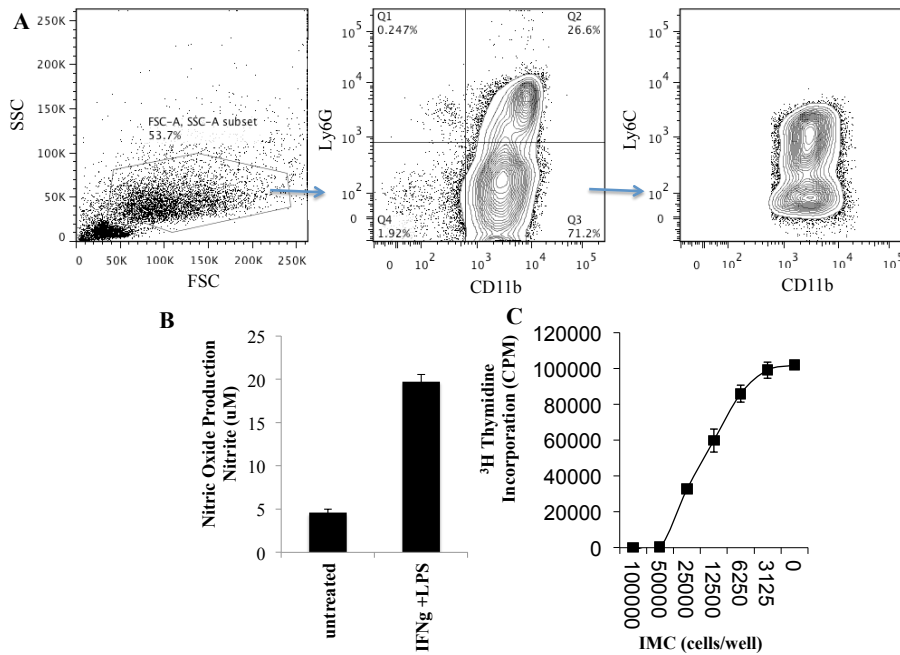 A
SSC
250K
200K
150K
100K
50K
0
FSC-A, SSC-A subset
53.7%
0 50K 100K 150K 200K 250K
FSC
Ly6G
10^5
10^4
10^3
10^2
0
Q1
0.247%
Q2
26.6%
Q4
1.92%
Q3
71.2%
0 10^2 10^3 10^4 10^5
CD11b
Ly6C
10^5
10^4
10^3
10^2
0
0 10^2 10^3 10^4 10^5
CD11b
B
Nitric Oxide Production
Nitrite (uM)
25
20
15
10
5
0
untreated
IFNg +LPS
C
³H Thymidine
Incorporation (CPM)
120000
100000
80000
60000
40000
20000
0
100000
50000
25000
12500
6250
3125
0
IMC (cells/well)